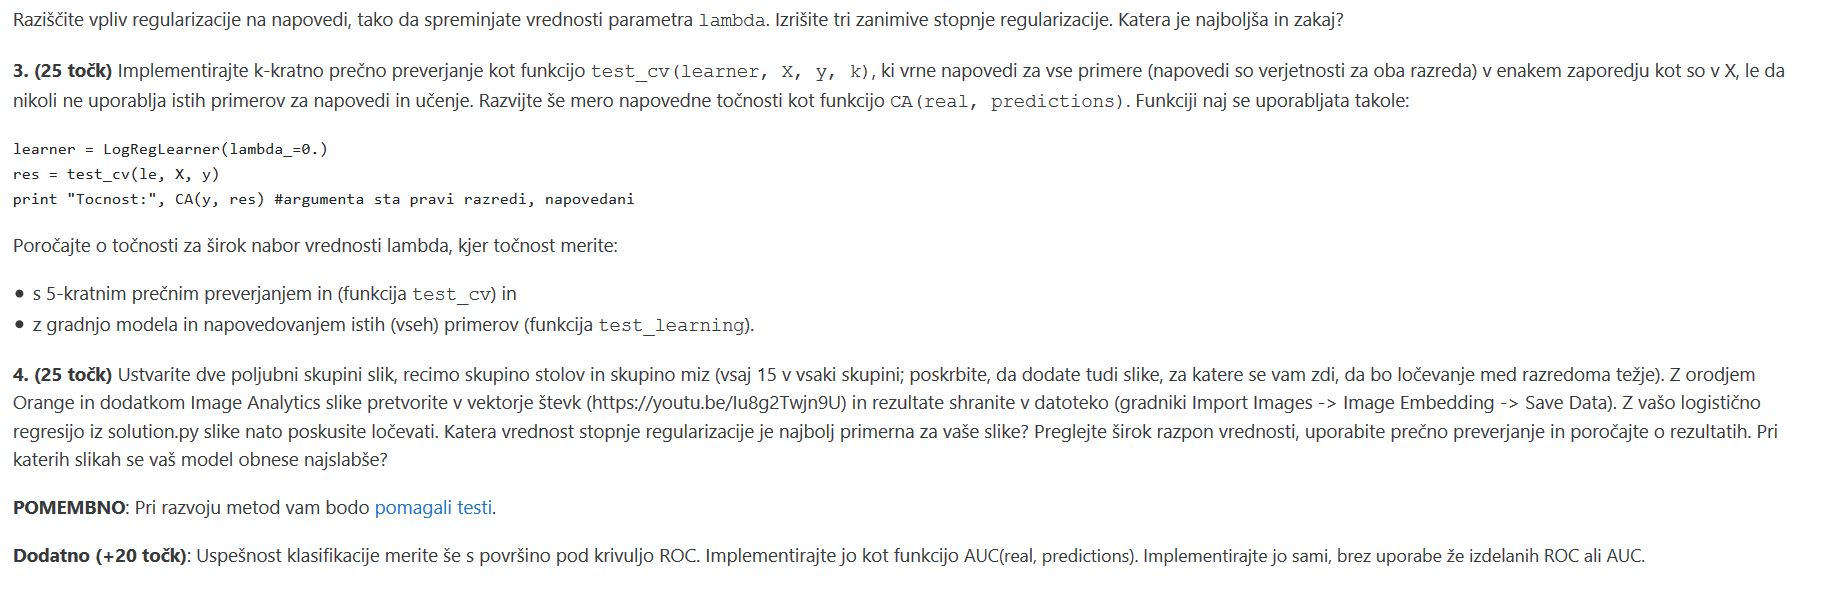 Raziščite vpliv regularizacije na napovedi, tako da spreminjate vrednosti parametra lambda. Izrišite tri zanimive stopnje regularizacije. Katera je najboljša in zakaj?
3. (25 točk) Implementirajte k-kratno prečno preverjanje kot funkcijo test_cv(learner, X, y, k), ki vrne napovedi za vse primere (napovedi so verjetnosti za oba razreda) v enakem zaporedju kot so v X, le da
nikoli ne uporablja istih primerov za napovedi in učenje. Razvijte še mero napovedne točnosti kot funkcijo CA(real, predictions). Funkciji naj se uporabljata takole:
learner = LogRegLearner(lambda_=0.)
res = test_cv(le, X, y)
print "Tocnost:", CA(y, res) #argumenta sta pravi razredi, napovedani
Poročajte o točnosti za širok nabor vrednosti lambda, kjer točnost merite:
• s 5-kratnim prečnim preverjanjem in (funkcija test_cv) in
• z gradnjo modela in napovedovanjem istih (vseh) primerov (funkcija test_learning).
4. (25 točk) Ustvarite dve poljubni skupini slik, recimo skupino stolov in skupino miz (vsaj 15 v vsaki skupini; poskrbite, da dodate tudi slike, za katere se vam zdi, da bo ločevanje med razredoma težje). Z orodjem
Orange in dodatkom Image Analytics slike pretvorite v vektorje števk (https://youtu.be/Iu8g2Twjn9U) in rezultate shranite v datoteko (gradniki Import Images -> Image Embedding -> Save Data). Z vašo logistično
regresijo iz solution.py slike nato poskusite ločevati. Katera vrednost stopnje regularizacije je najbolj primerna za vaše slike? Preglejte širok razpon vrednosti, uporabite prečno preverjanje in poročajte o rezultatih. Pri
katerih slikah se vaš model obnese najslabše?
POMEMBNO: Pri razvoju metod vam bodo pomagali testi.
Dodatno (+20 točk): Uspešnost klasifikacije merite še s površino pod krivuljo ROC. Implementirajte jo kot funkcijo AUC(real, predictions). Implementirajte jo sami, brez uporabe že izdelanih ROC ali AUC.